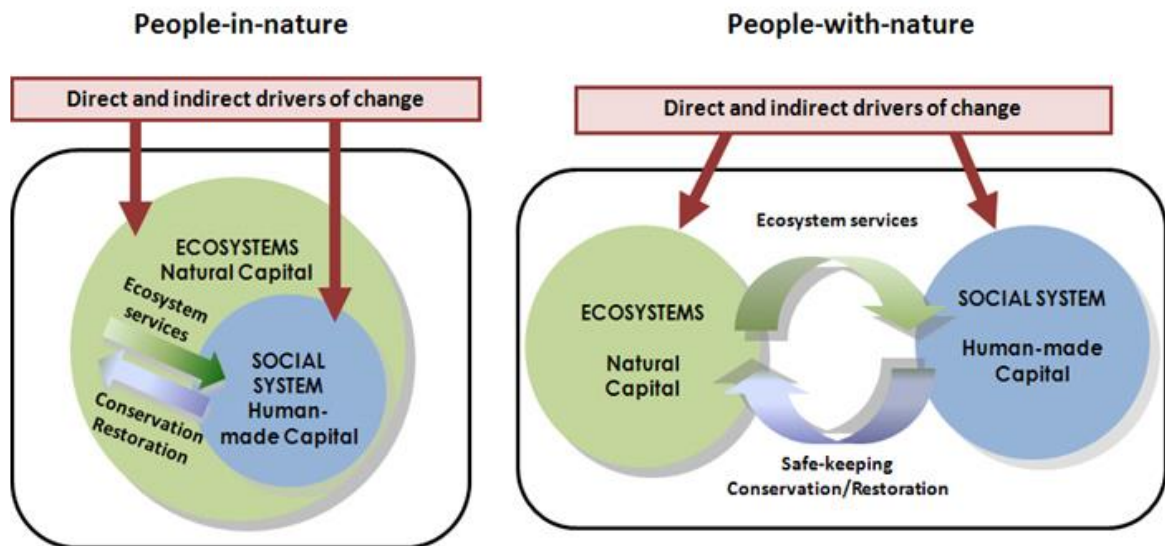 People-in-nature
Direct and indirect drivers of change
ECOSYSTEMS
Natural Capital
Ecosystem
services
SOCIAL
SYSTEM
Human-
made Capital
Conservation
Restoration
People-with-nature
Direct and indirect drivers of change
Ecosystem services
ECOSYSTEMS
Natural
Capital
SOCIAL SYSTEM
Human-made
Capital
Safe-keeping
Conservation/Restoration